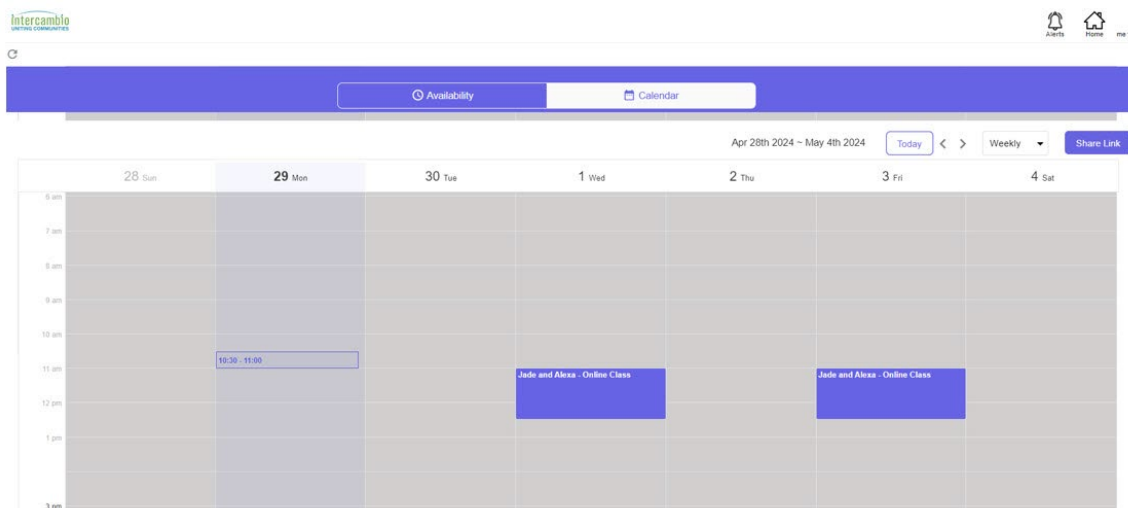 Intercambio
UNITING COMMUNITIES
Alerts
Home
me
Availability
Calendar
Apr 28th 2024 ~ May 4th 2024
Today
Weekly
Share Link
28 Sun
29 Mon
30 Tue
1 Wed
2 Thu
3 Fri
4 Sat
6 am
7 am
8 am
9 am
10 am
10:30 - 11:00
11 am
Jade and Alexa - Online Class
Jade and Alexa - Online Class
12 pm
1 pm
3 pm